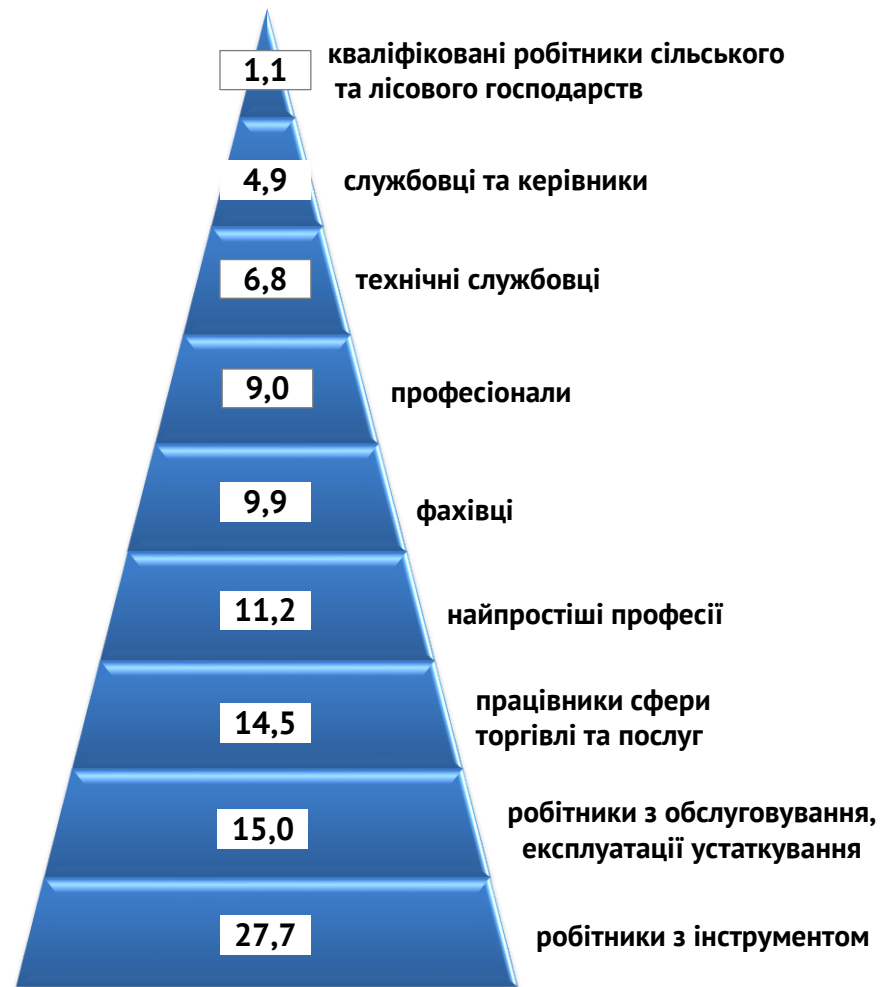 1,1
кваліфіковані робітники сільського
та лісового господарств
4,9
службовці та керівники
6,8
технічні службовці
9,0
професіонали
9,9
фахівці
11,2
найпростіші професії
14,5
працівники сфери
торгівлі та послуг
15,0
робітники з обслуговування,
експлуатації устаткування
27,7
робітники з інструментом